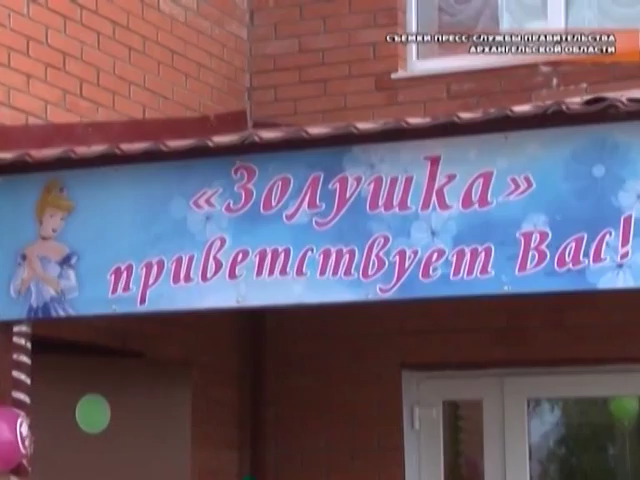 СЪЕМКИ ПРЕСС-СЛУЖБЫ ПРАВИТЕЛЬСТВА
АРХАНГЕЛЬСКОЙ ОБЛАСТИ
«Золушка»
приветствует Вас!